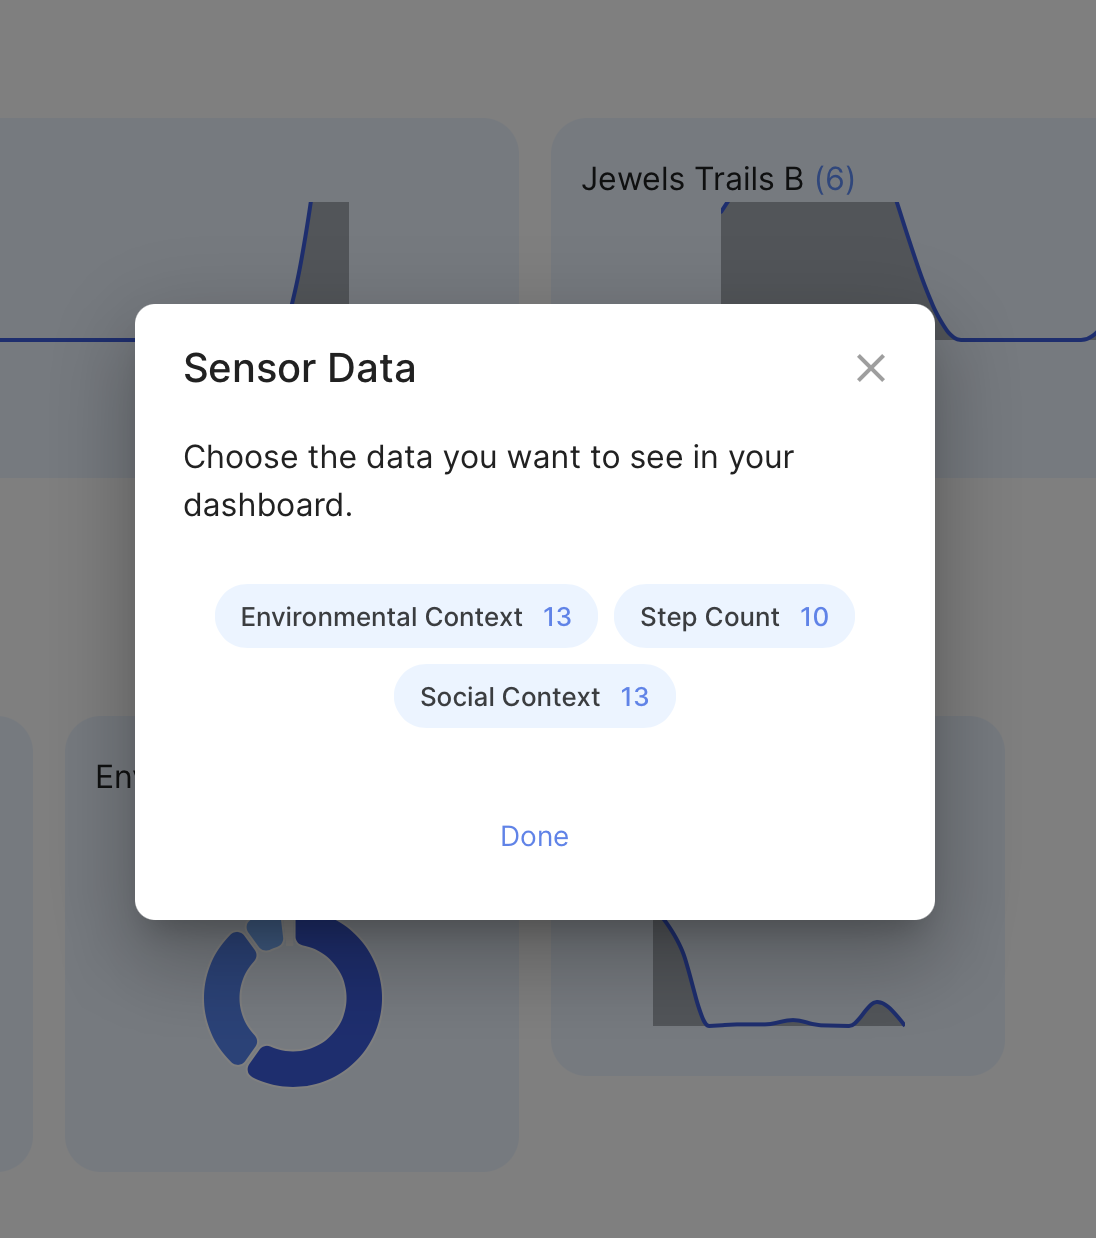 Jewels Trails B (6)
Sensor Data
Choose the data you want to see in your
dashboard.
Environmental Context 13
Step Count 10
Social Context 13
Done